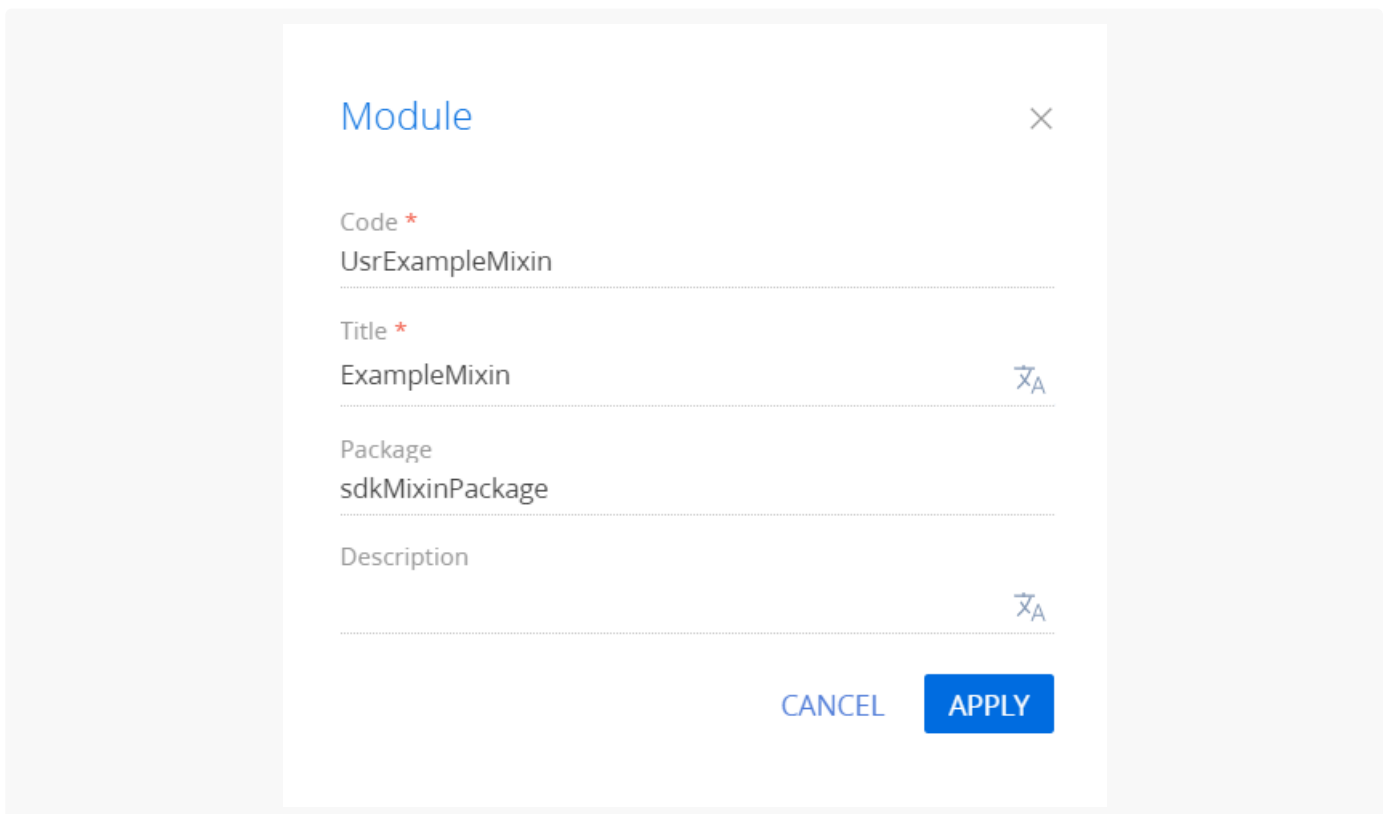 Module
Code *
UsrExampleMixin
Title *
ExampleMixin
Package
sdkMixinPackage
Description
CANCEL APPLY